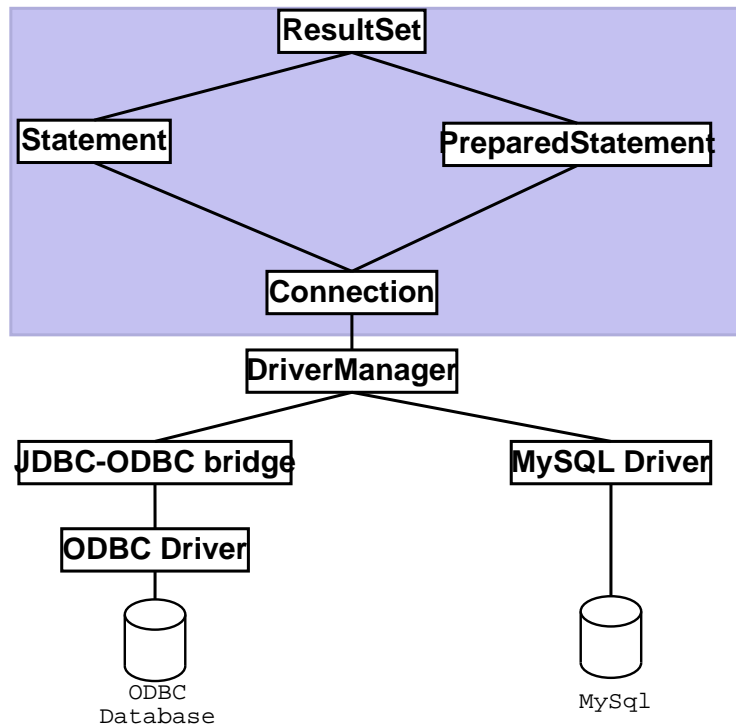 ResultSet
Statement
PreparedStatement
Connection
DriverManager
JDBC-ODBC bridge
MySQL Driver
ODBC Driver
ODBC
Database
MySql